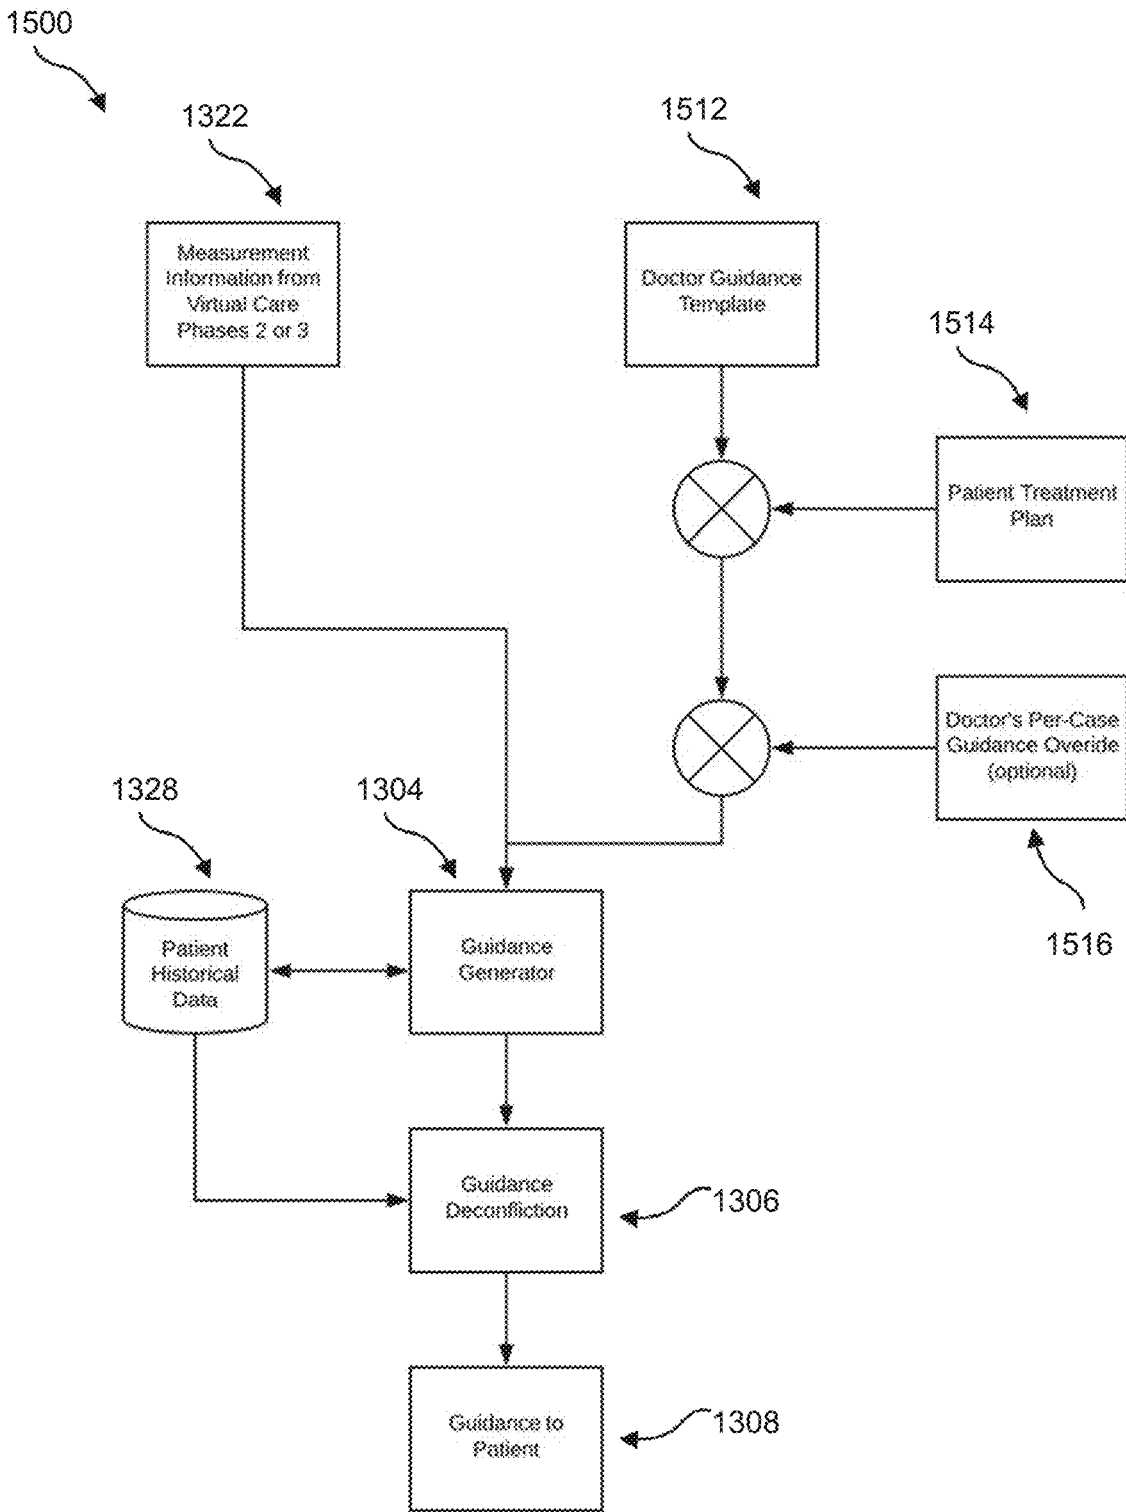 1500
1322
1512
Measurement
Information from
Virtual Care
Phases 2 or 3
Doctor Guidance
Template
1514
Patient Treatment
Plan
Doctor's Per-Case
Guidance Overide
(optional)
1516
1328
1304
Patient
Historical
Data
Guidance
Generator
Guidance
Deconfliction
1306
Guidance to
Patient
1308